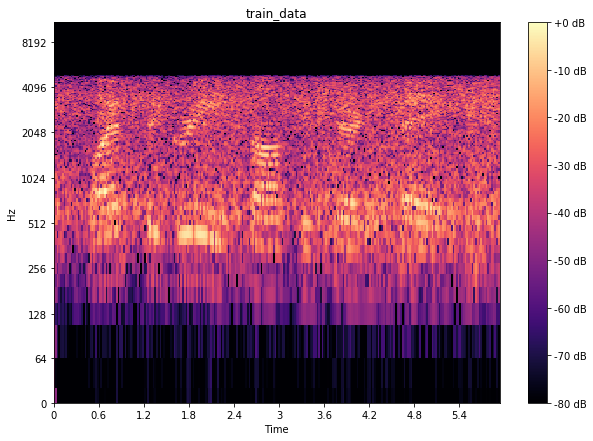 train_data
8192
4096
2048
1024
512
256
128
64
0
Hz
0 0.6 1.2 1.8 2.4 3 3.6 4.2 4.8 5.4
Time
+0 dB
-10 dB
-20 dB
-30 dB
-40 dB
-50 dB
-60 dB
-70 dB
-80 dB